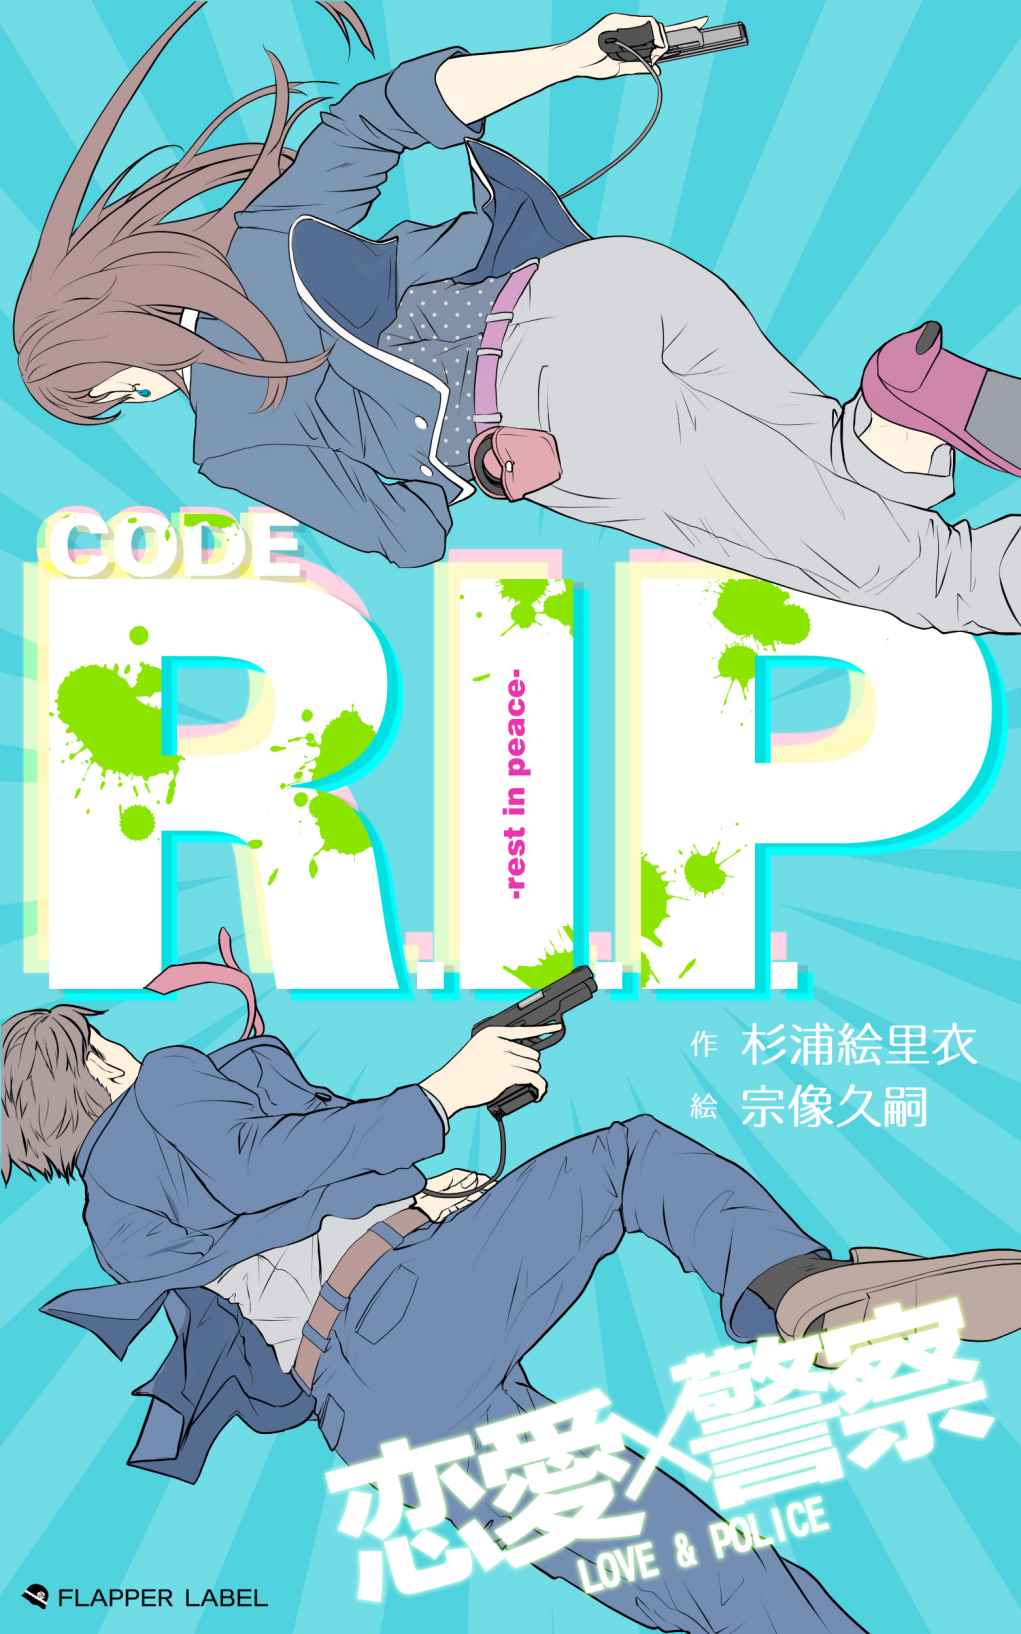 CODE
R.I.P.
-rest in peace-
作 杉浦絵里衣
絵 宗像久嗣
恋愛×警察
LOVE & POLICE
FLAPPER LABEL